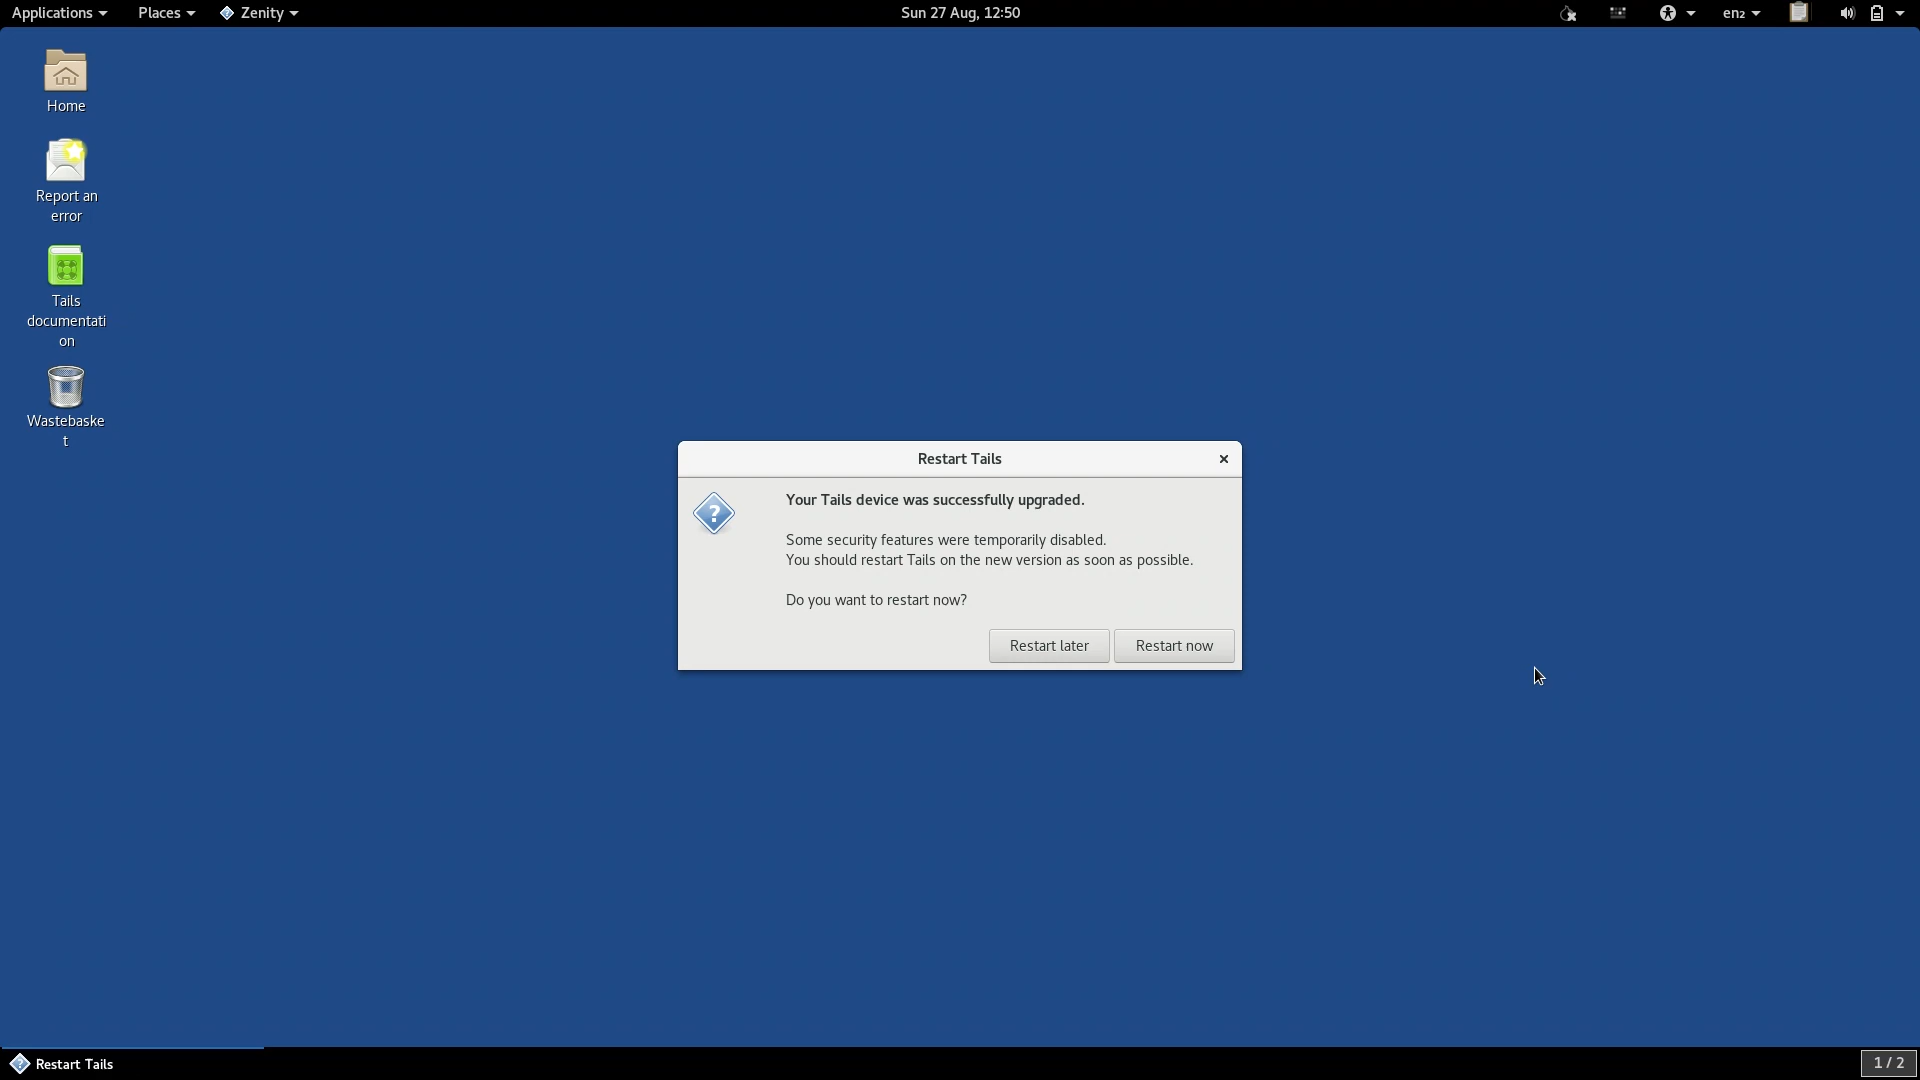 Applications Places Zenity Sun 27 Aug, 12:50 en₂
Home
Report an
error
Tails
documentati
on
Wastebaske
t
Restart Tails
Your Tails device was successfully upgraded.
Some security features were temporarily disabled.
You should restart Tails on the new version as soon as possible.
Do you want to restart now?
Restart later Restart now
Restart Tails 1 / 2